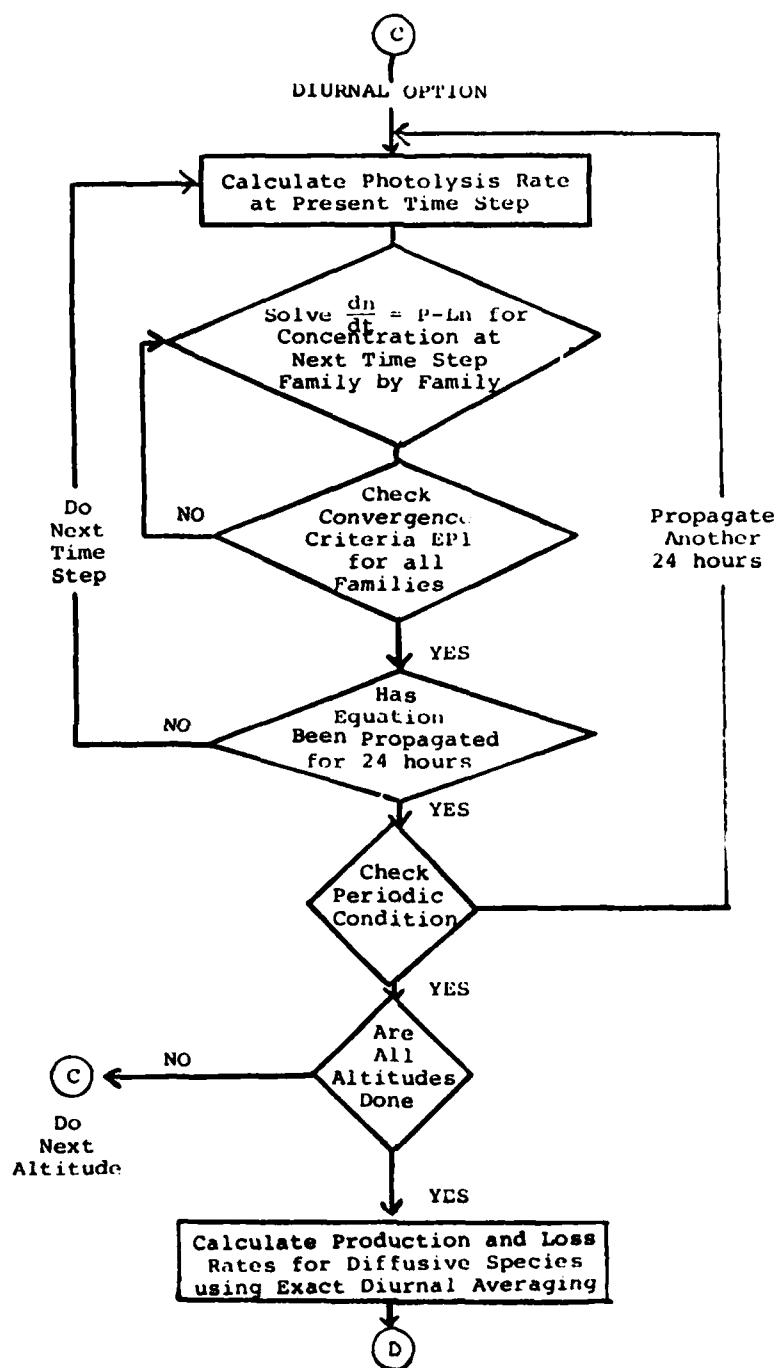 C
DIURNAL OPTION
Calculate Photolysis Rate
at Present Time Step
Solve dn/dt = P-Ln for
Concentration at
Next Time Step
Family by Family
Do
Next
Time
Step
NO
Check
Convergence
Criteria EP1
for all
Families
Propagate
Another
24 hours
YES
NO
Has
Equation
Been Propagated
for 24 hours
YES
Check
Periodic
Condition
YES
Are
All
Altitudes
Done
NO
C
Do
Next
Altitude
YES
Calculate Production and Loss
Rates for Diffusive Species
using Exact Diurnal Averaging
D